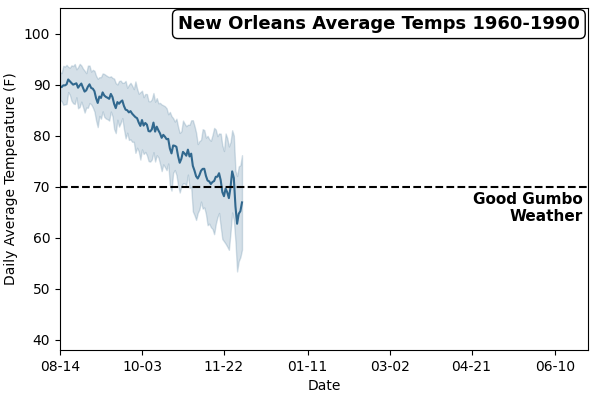 New Orleans Average Temps 1960-1990
Daily Average Temperature (F)
100
90
80
70
60
50
40
Good Gumbo
Weather
08-14
10-03
11-22
01-11
03-02
04-21
06-10
Date